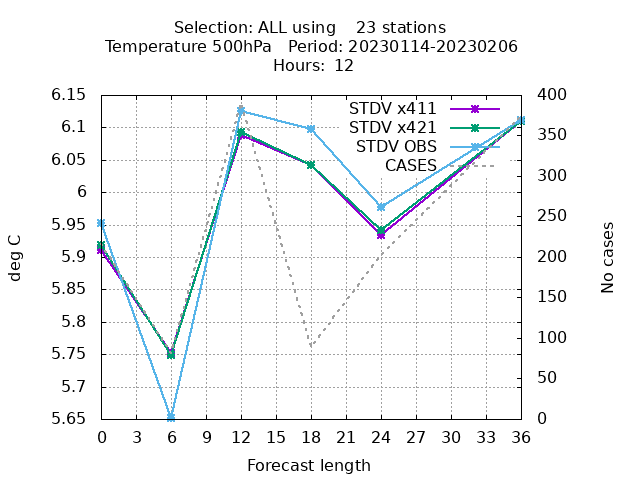 Selection: ALL using    23 stations
Temperature 500hPa   Period: 20230114-20230206
Hours:  12
6.15
6.1
6.05
6
5.95
5.9
5.85
5.8
5.75
5.7
5.65
deg C
STDV x411
STDV x421
STDV OBS
CASES
400
350
300
250
200
150
100
50
0
No cases
0 3 6 9 12 15 18 21 24 27 30 33 36
Forecast length